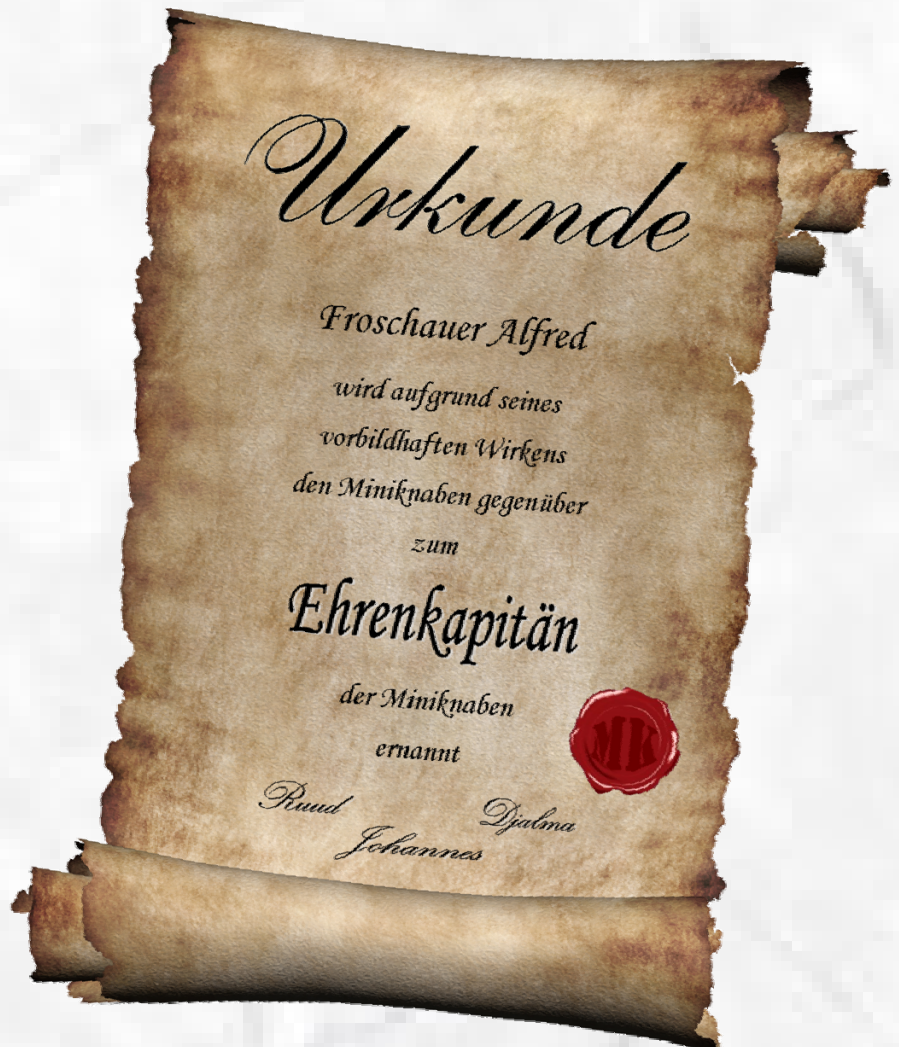 Urkunde
Froschauer Alfred
wird aufgrund seines
vorbildhaften Wirkens
den Miniknaben gegenüber
zum
Ehrenkapitän
der Miniknaben
ernannt
MK
Ruud Djalma
Johannes